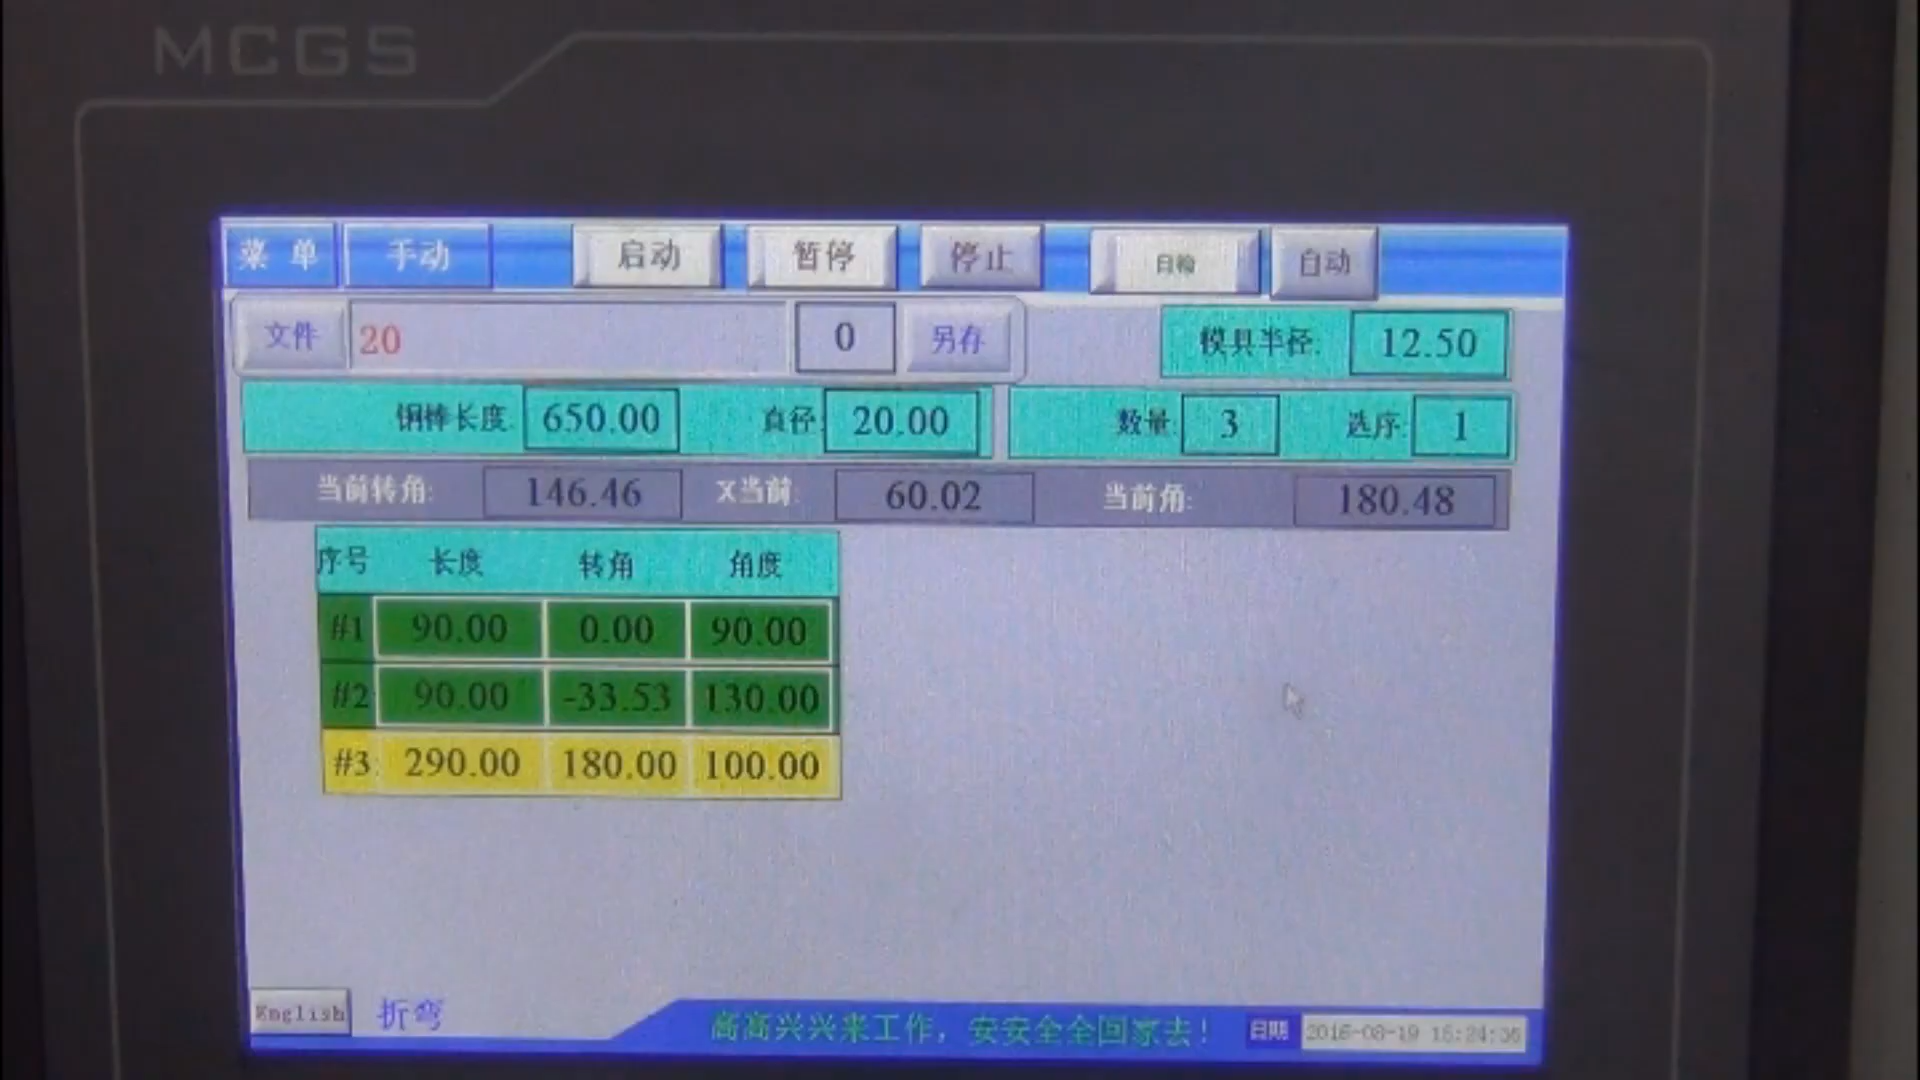 MCGS
菜 单 手动 启动 暂停 停止 自动
文件 20 0 另存 模具半径: 12.50
铜棒长度: 650.00 直径: 20.00 数量: 3 选序: 1
当前转角: 146.46 X当前: 60.02 当前角: 180.48
序号 长度 转角 角度
#1 90.00 0.00 90.00
#2 90.00 -33.53 130.00
#3 290.00 180.00 100.00
English 折弯 高高兴兴来工作，安安全全回家去！ 日期